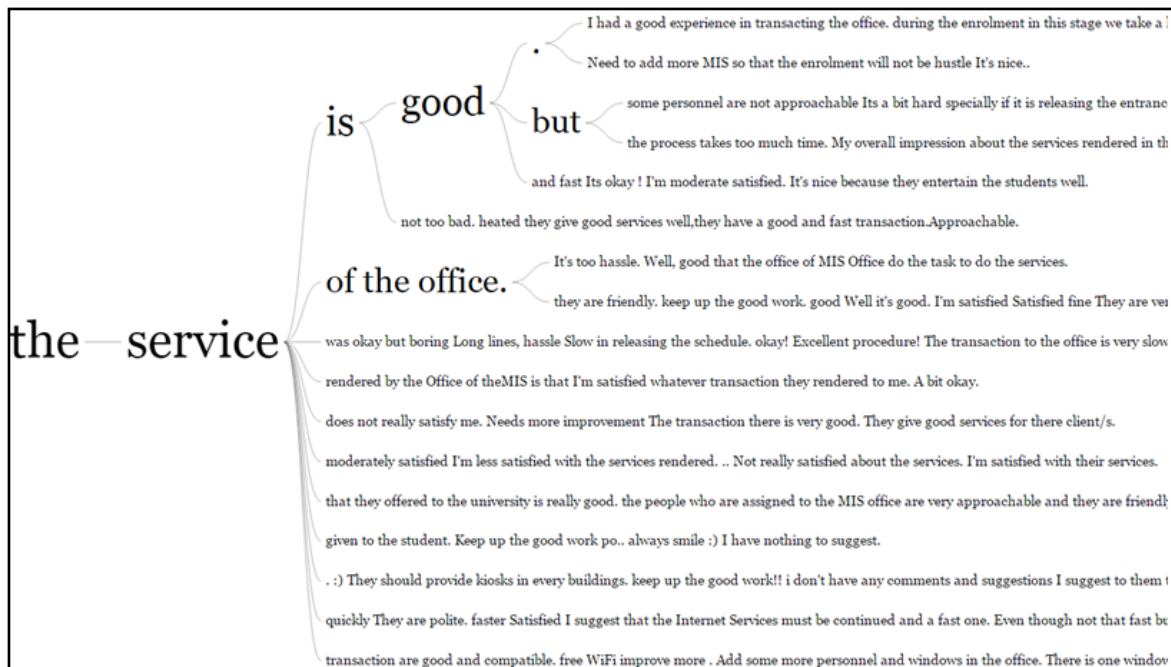 I had a good experience in transacting the office. during the enrolment in this stage we take a
.
Need to add more MIS so that the enrolment will not be hustle It's nice..
good
some personnel are not approachable Its a bit hard specially if it is releasing the entrance
is
but
the process takes too much time. My overall impression about the services rendered in th
and fast Its okay ! I'm moderate satisfied. It's nice because they entertain the students well.
not too bad. heated they give good services well,they have a good and fast transaction.Approachable.
It's too hassle. Well, good that the office of MIS Office do the task to do the services.
of the office.
they are friendly. keep up the good work. good Well it's good. I'm satisfied Satisfied fine They are ver
the service
was okay but boring Long lines, hassle Slow in releasing the schedule. okay! Excellent procedure! The transaction to the office is very slow
rendered by the Office of theMIS is that I'm satisfied whatever transaction they rendered to me. A bit okay.
does not really satisfy me. Needs more improvement The transaction there is very good. They give good services for there client/s.
moderately satisfied I'm less satisfied with the services rendered. .. Not really satisfied about the services. I'm satisfied with their services.
that they offered to the university is really good. the people who are assigned to the MIS office are very approachable and they are friendly
given to the student. Keep up the good work po.. always smile :) I have nothing to suggest.
. :) They should provide kiosks in every buildings. keep up the good work!! i don't have any comments and suggestions I suggest to them
quickly They are polite. faster Satisfied I suggest that the Internet Services must be continued and a fast one. Even though not that fast bu
transaction are good and compatible. free WiFi improve more . Add some more personnel and windows in the office. There is one window